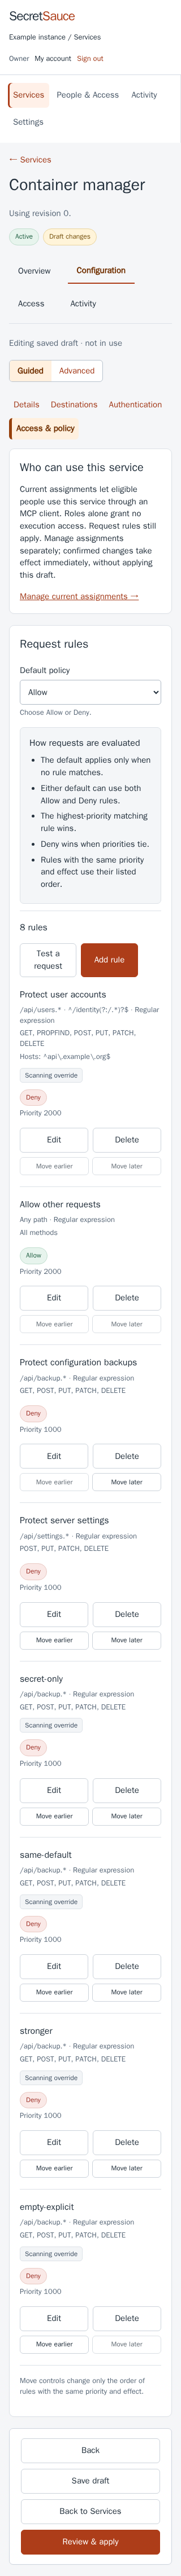 SecretSauce
Example instance / Services
Owner My account Sign out
Services People & Access Activity
Settings
← Services
Container manager
Using revision 0.
Active Draft changes
Overview Configuration
Access Activity
Editing saved draft · not in use
Guided Advanced
Details Destinations Authentication
Access & policy
Who can use this service
Current assignments let eligible
people use this service through an
MCP client. Roles alone grant no
execution access. Request rules still
apply. Manage assignments
separately; confirmed changes take
effect immediately, without applying
this draft.
Manage current assignments →
Request rules
Default policy
Allow
Choose Allow or Deny.
How requests are evaluated
• The default applies only when
no rule matches.
• Either default can use both
Allow and Deny rules.
• The highest-priority matching
rule wins.
• Deny wins when priorities tie.
• Rules with the same priority
and effect use their listed
order.
8 rules
Test a
request
Add rule
Protect user accounts
/api/users.* · ^/identity(?:/.*)?$ · Regular
expression
GET, PROPFIND, POST, PUT, PATCH,
DELETE
Hosts: ^api\.example\.org$
Scanning override
Deny
Priority 2000
Edit Delete
Move earlier Move later
Allow other requests
Any path · Regular expression
All methods
Allow
Priority 2000
Edit Delete
Move earlier Move later
Protect configuration backups
/api/backup.* · Regular expression
GET, POST, PUT, PATCH, DELETE
Deny
Priority 1000
Edit Delete
Move earlier Move later
Protect server settings
/api/settings.* · Regular expression
POST, PUT, PATCH, DELETE
Deny
Priority 1000
Edit Delete
Move earlier Move later
secret-only
/api/backup.* · Regular expression
GET, POST, PUT, PATCH, DELETE
Scanning override
Deny
Priority 1000
Edit Delete
Move earlier Move later
same-default
/api/backup.* · Regular expression
GET, POST, PUT, PATCH, DELETE
Scanning override
Deny
Priority 1000
Edit Delete
Move earlier Move later
stronger
/api/backup.* · Regular expression
GET, POST, PUT, PATCH, DELETE
Scanning override
Deny
Priority 1000
Edit Delete
Move earlier Move later
empty-explicit
/api/backup.* · Regular expression
GET, POST, PUT, PATCH, DELETE
Scanning override
Deny
Priority 1000
Edit Delete
Move earlier Move later
Move controls change only the order of
rules with the same priority and effect.
Back
Save draft
Back to Services
Review & apply